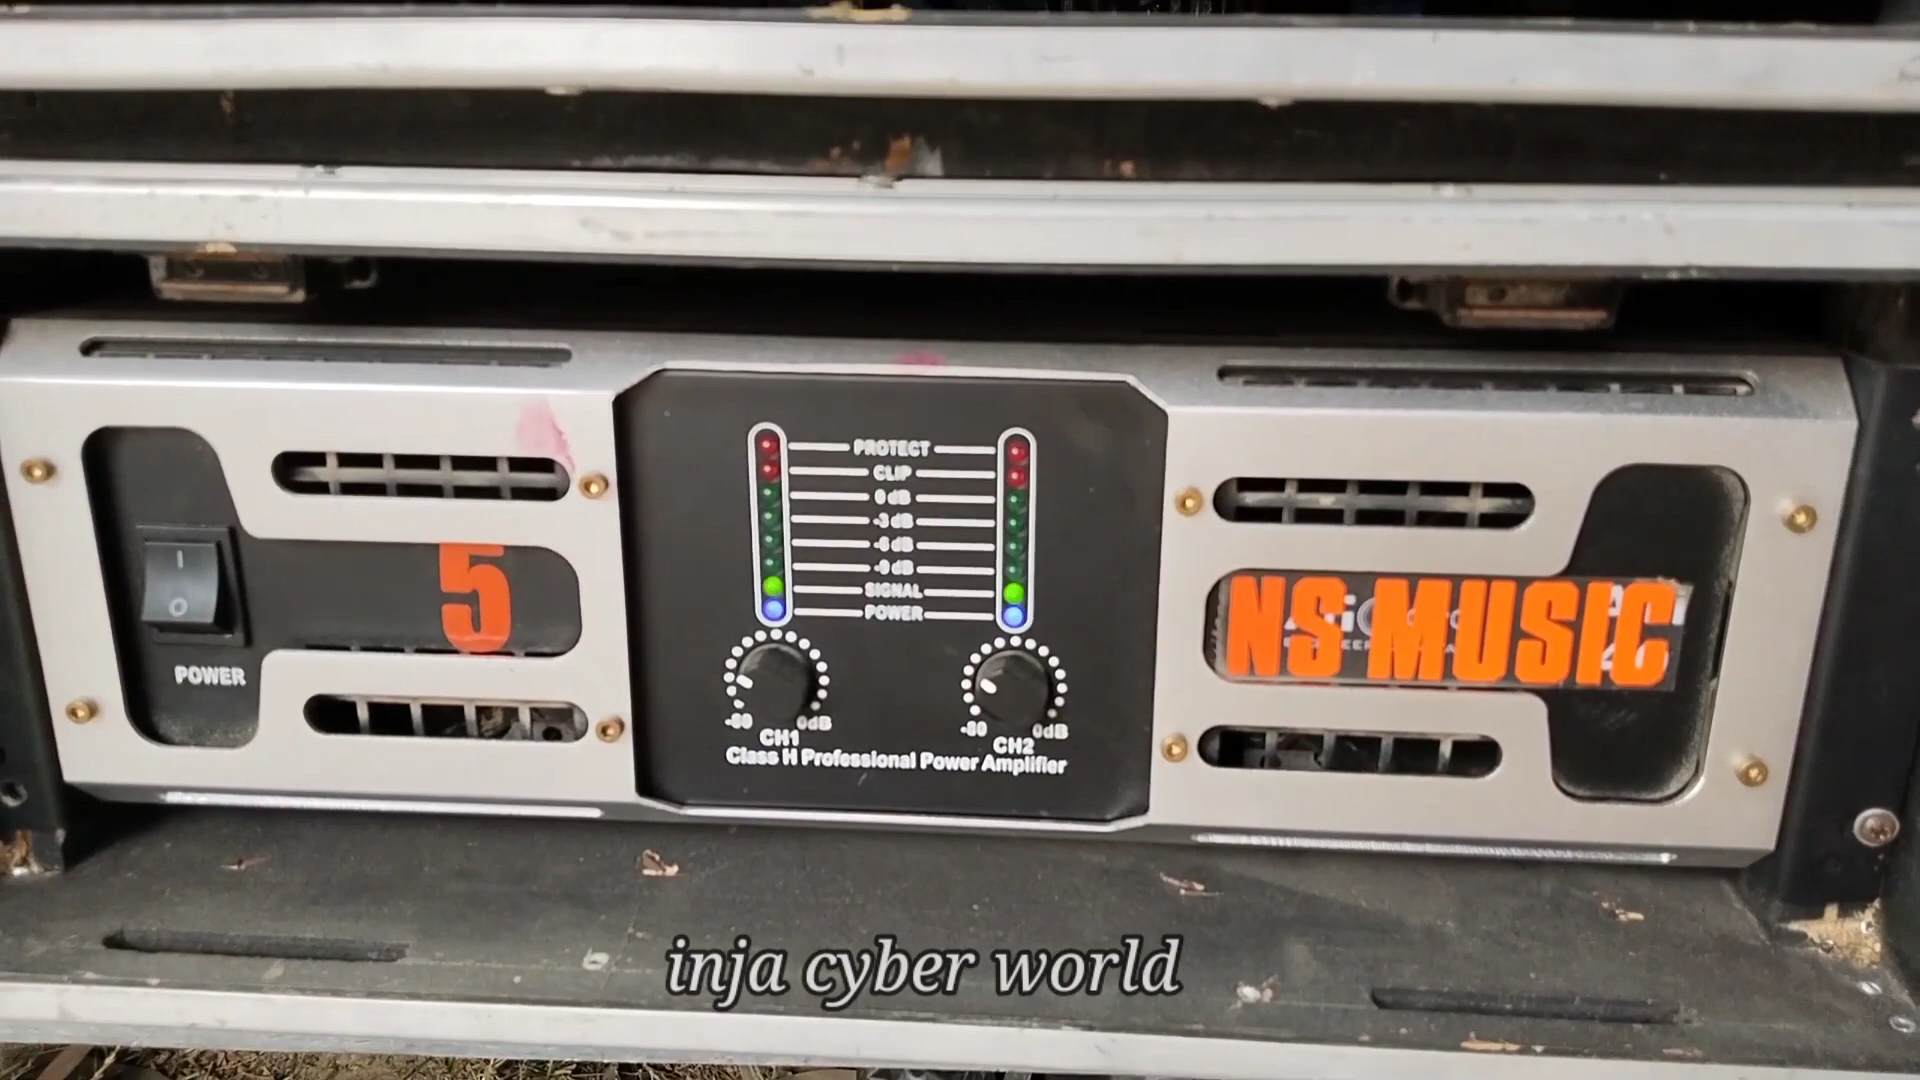 PROTECT
CLIP
0dB
-3dB
-6dB
-9dB
SIGNAL
POWER
5
NS MUSIC
POWER
-80 0dB
CH1
-80 0dB
CH2
Class H Professional Power Amplifier
inja cyber world